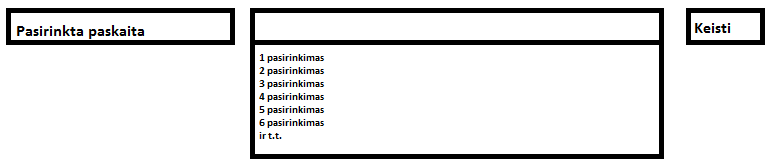 Pasirinkta paskaita
Keisti
1 pasirinkimas
2 pasirinkimas
3 pasirinkimas
4 pasirinkimas
5 pasirinkimas
6 pasirinkimas
ir t.t.